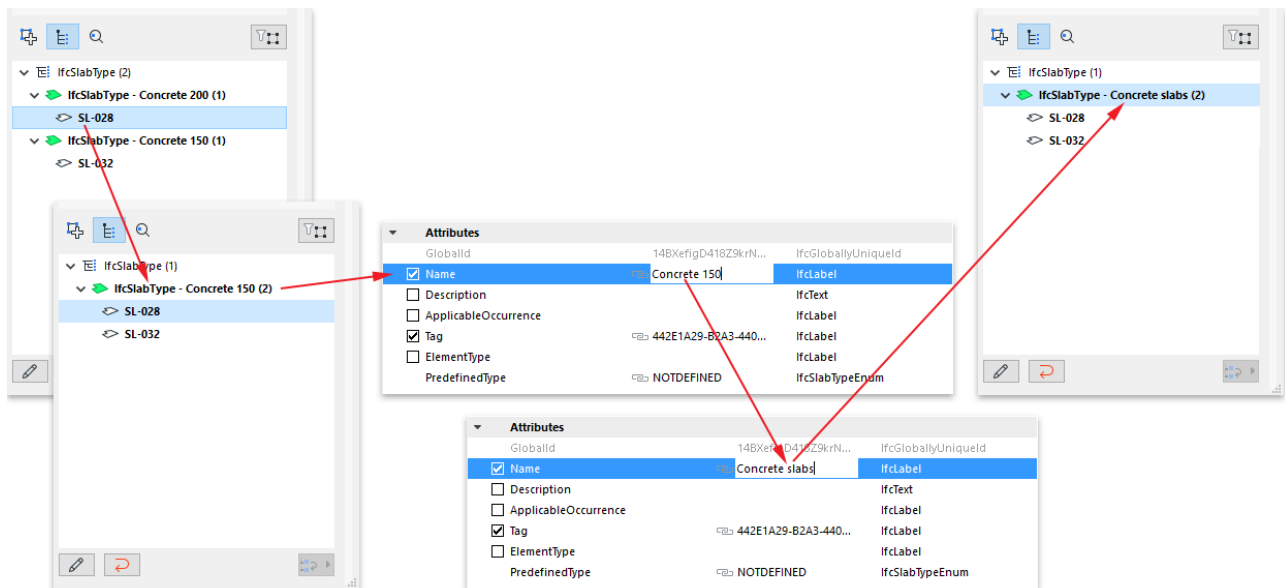 IfcSlabType (2)
IfcSlabType - Concrete 200 (1)
SL-028
IfcSlabType - Concrete 150 (1)
SL-032
IfcSlabType (1)
IfcSlabType - Concrete 150 (2)
SL-028
SL-032
Attributes
GlobalId 14BXefigD418Z9krN... IfcGloballyUniqueId
Name Concrete 150 IfcLabel
Description IfcText
ApplicableOccurrence IfcLabel
Tag 442E1A29-B2A3-440... IfcLabel
ElementType IfcLabel
PredefinedType NOTDEFINED IfcSlabTypeEnum
Attributes
GlobalId 14BXefigD418Z9krN... IfcGloballyUniqueId
Name Concrete slabs IfcLabel
Description IfcText
ApplicableOccurrence IfcLabel
Tag 442E1A29-B2A3-440... IfcLabel
ElementType IfcLabel
PredefinedType NOTDEFINED IfcSlabTypeEnum
IfcSlabType (1)
IfcSlabType - Concrete slabs (2)
SL-028
SL-032